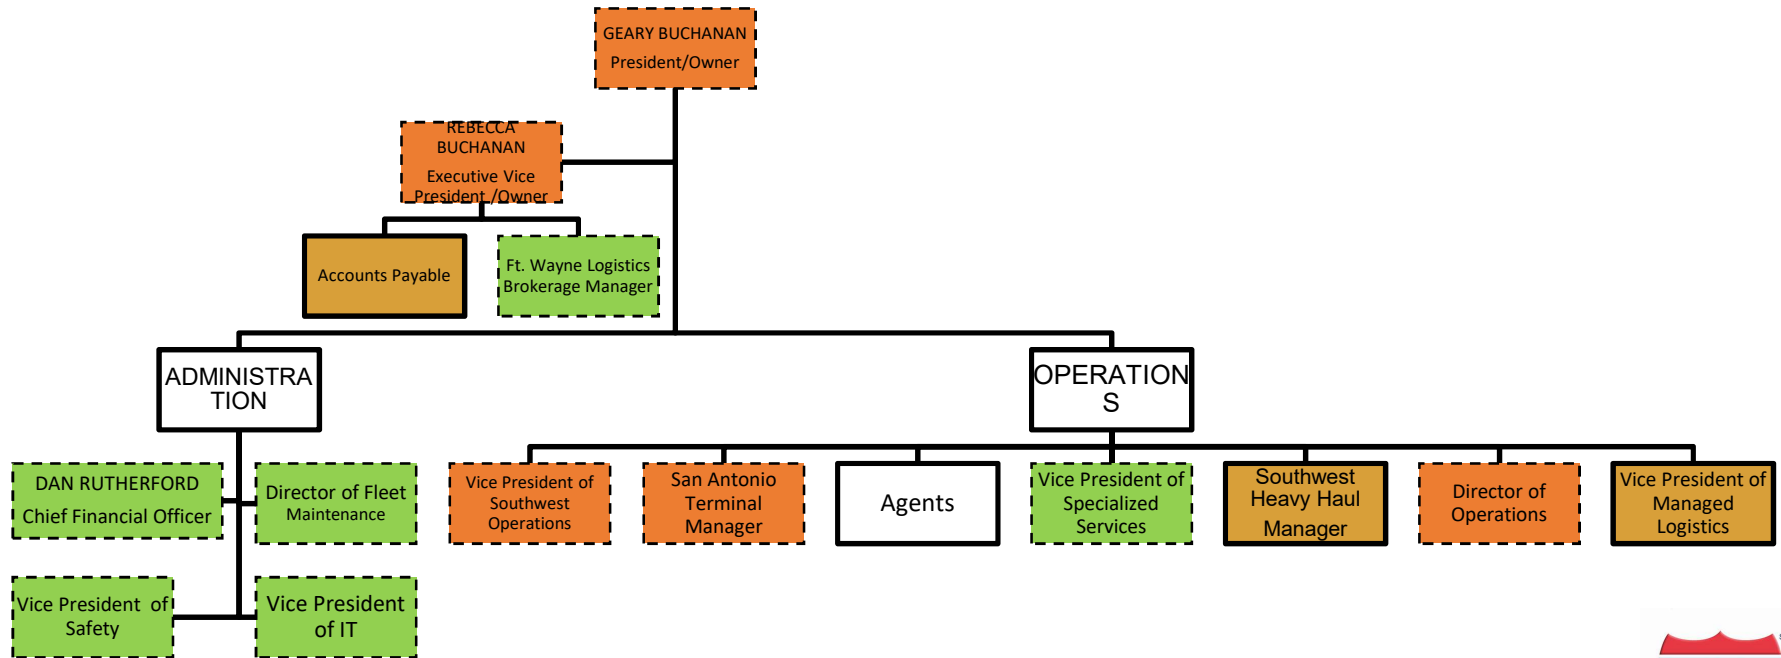 GEARY BUCHANAN
President/Owner
REBECCA
BUCHANAN
Executive Vice
President /Owner
Accounts Payable
Ft. Wayne Logistics
Brokerage Manager
ADMINISTRA
TION
OPERATION
S
DAN RUTHERFORD
Chief Financial Officer
Director of Fleet
Maintenance
Vice President of
Safety
Vice President
of IT
Vice President of
Southwest
Operations
San Antonio
Terminal
Manager
Agents
Vice President of
Specialized
Services
Southwest
Heavy Haul
Manager
Director of
Operations
Vice President of
Managed
Logistics